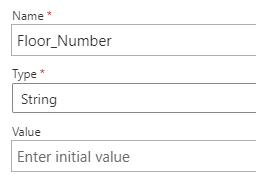 Name *
Floor_Number
Type *
String
Value
Enter initial value